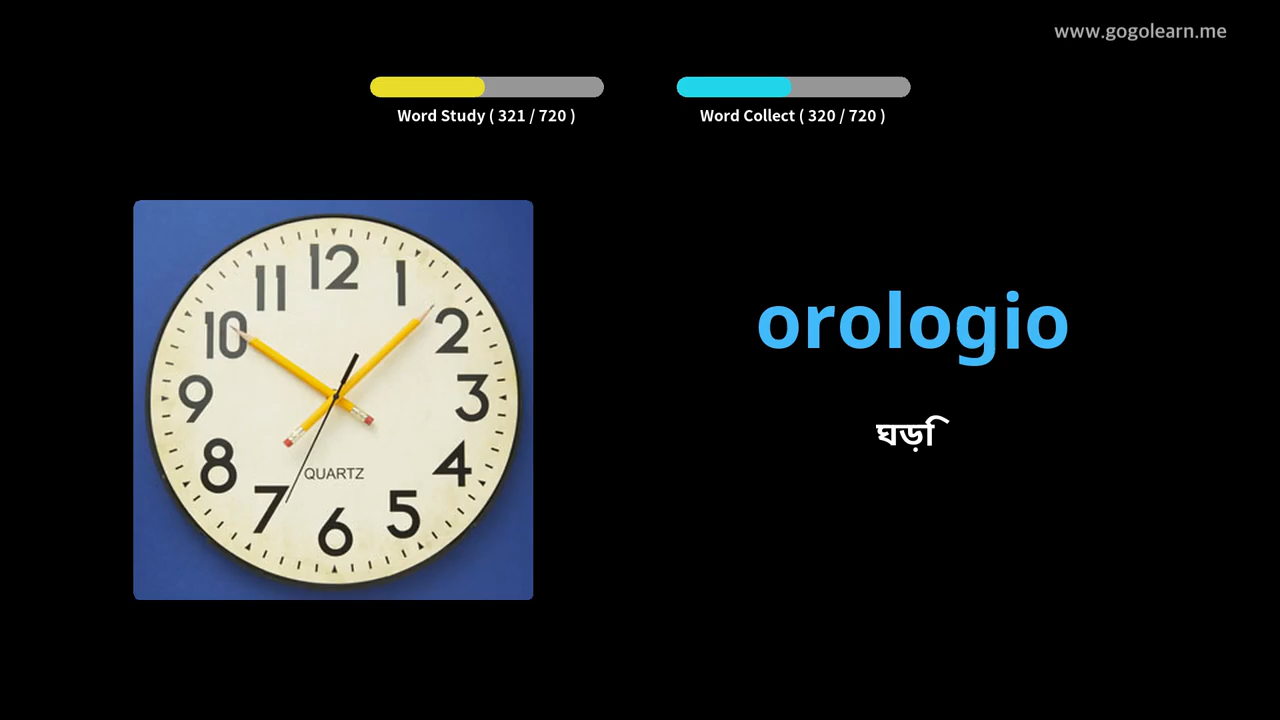 www.gogolearn.me
Word Study ( 321 / 720 )
Word Collect ( 320 / 720 )
12
11
1
10
2
9
3
8
4
QUARTZ
7
5
6
orologio
ঘড়ি